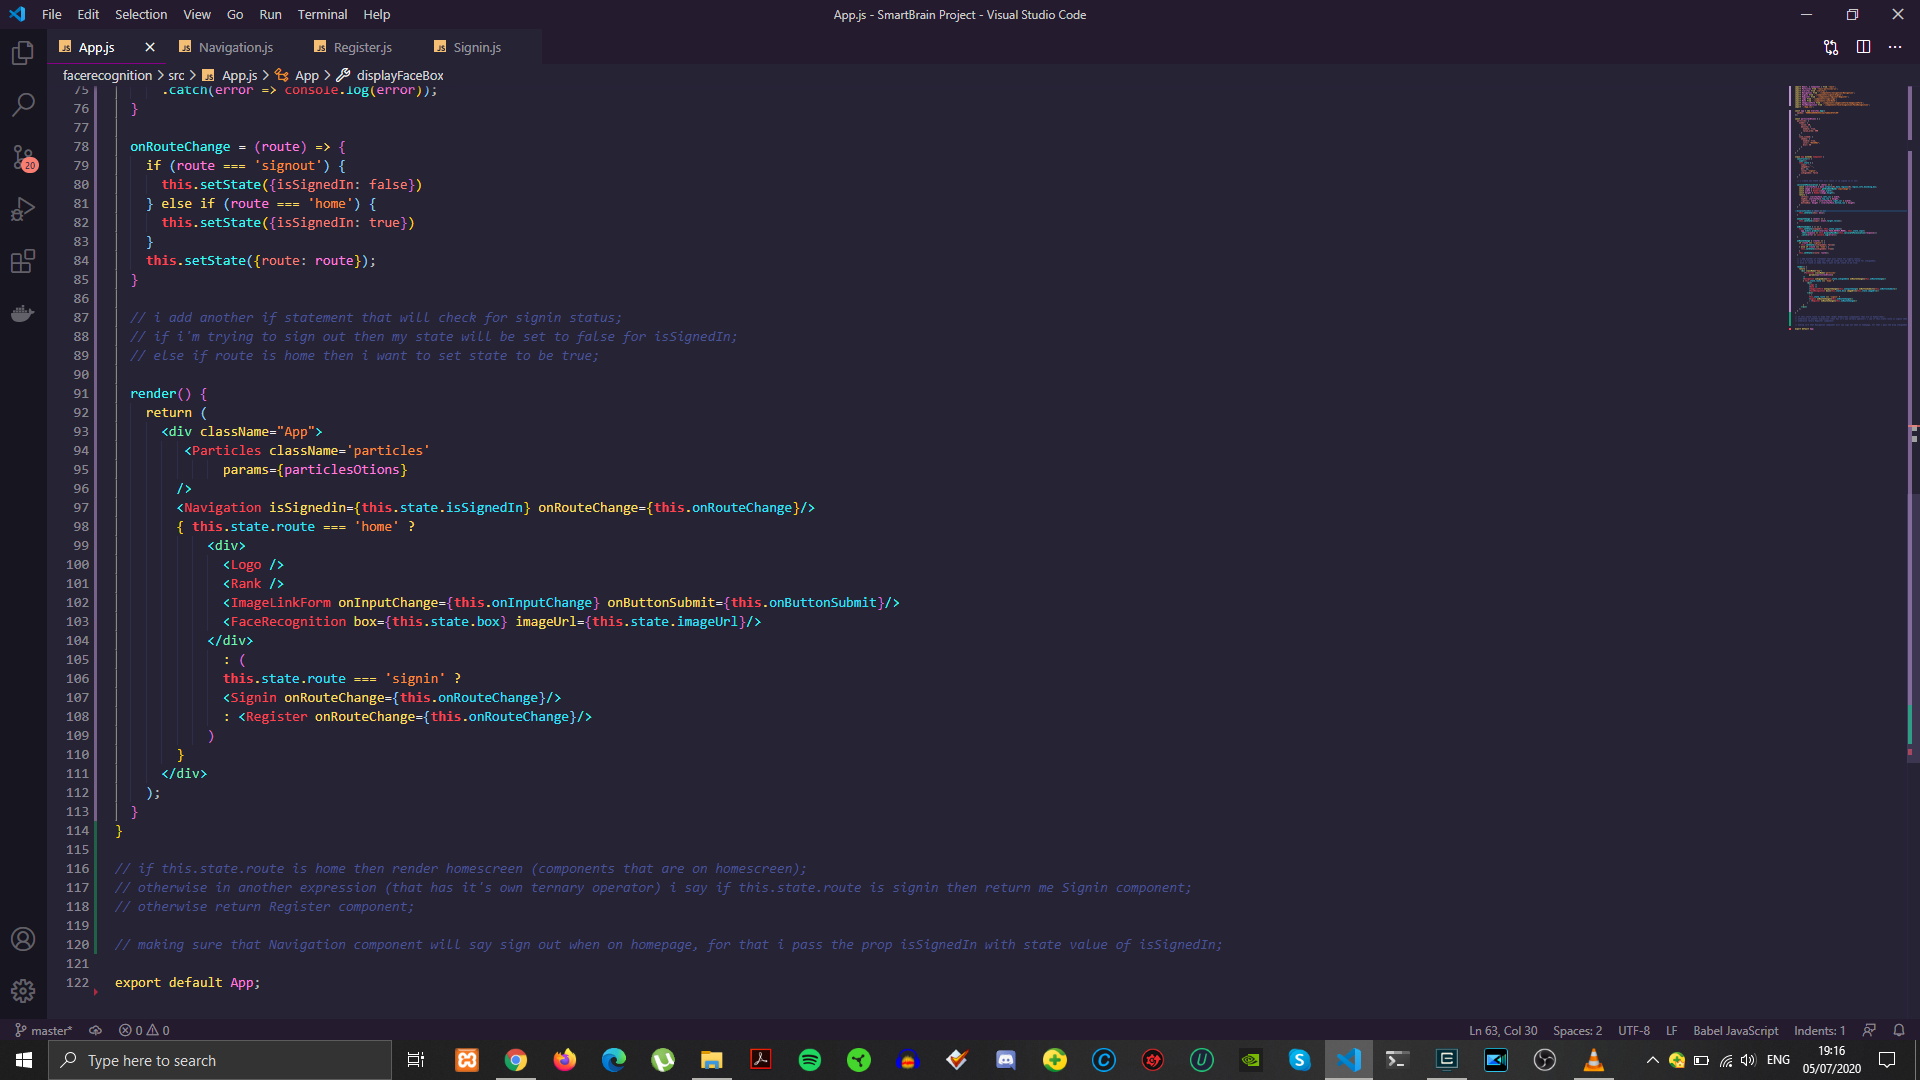 File Edit Selection View Go Run Terminal Help
App.js - SmartBrain Project - Visual Studio Code
App.js Navigation.js Register.js Signin.js
facerecognition > src > App.js > App > displayFaceBox
75 .catch(error => console.log(error));
76 }
77
78 onRouteChange = (route) => {
79 if (route === 'signout') {
80 this.setState({isSignedIn: false})
81 } else if (route === 'home') {
82 this.setState({isSignedIn: true})
83 }
84 this.setState({route: route});
85 }
86
87 // i add another if statement that will check for signin status;
88 // if i'm trying to sign out then my state will be set to false for isSignedIn;
89 // else if route is home then i want to set state to be true;
90
91 render() {
92 return (
93 <div className="App">
94 <Particles className='particles'
95 params={particlesOtions}
96 />
97 <Navigation isSignedin={this.state.isSignedIn} onRouteChange={this.onRouteChange}/>
98 { this.state.route === 'home' ?
99 <div>
100 <Logo />
101 <Rank />
102 <ImageLinkForm onInputChange={this.onInputChange} onButtonSubmit={this.onButtonSubmit}/>
103 <FaceRecognition box={this.state.box} imageUrl={this.state.imageUrl}/>
104 </div>
105 : (
106 this.state.route === 'signin' ?
107 <Signin onRouteChange={this.onRouteChange}/>
108 : <Register onRouteChange={this.onRouteChange}/>
109 )
110 }
111 </div>
112 );
113 }
114 }
115
116 // if this.state.route is home then render homescreen (components that are on homescreen);
117 // otherwise in another expression (that has it's own ternary operator) i say if this.state.route is signin then return me Signin component;
118 // otherwise return Register component;
119
120 // making sure that Navigation component will say sign out when on homepage, for that i pass the prop isSignedIn with state value of isSignedIn;
121
122 export default App;
20
master* 0 0
Ln 63, Col 30 Spaces: 2 UTF-8 LF Babel JavaScript Indents: 1
Type here to search
ENG
19:16
05/07/2020